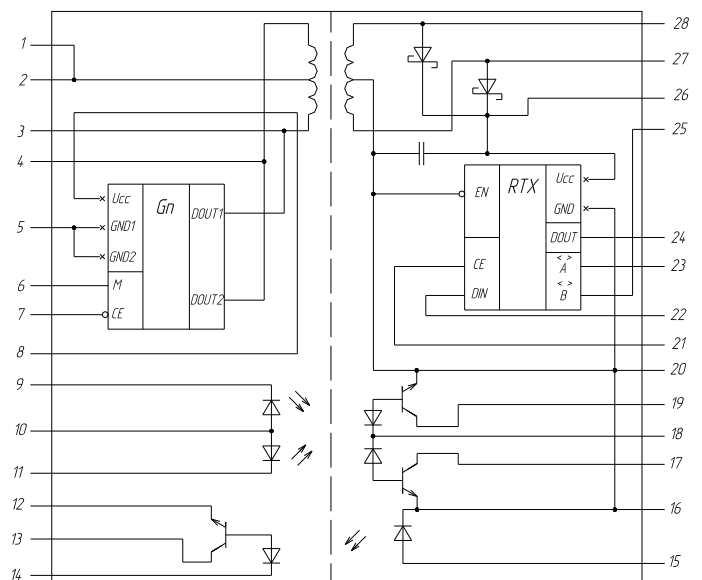 1
2
3
4
5
6
7
8
9
10
11
12
13
14
Gn
Ucc
GND1
GND2
M
CE
DOUT1
DOUT2
RTX
EN
CE
DIN
Ucc
GND
DOUT
< >
A
< >
B
28
27
26
25
24
23
22
21
20
19
18
17
16
15